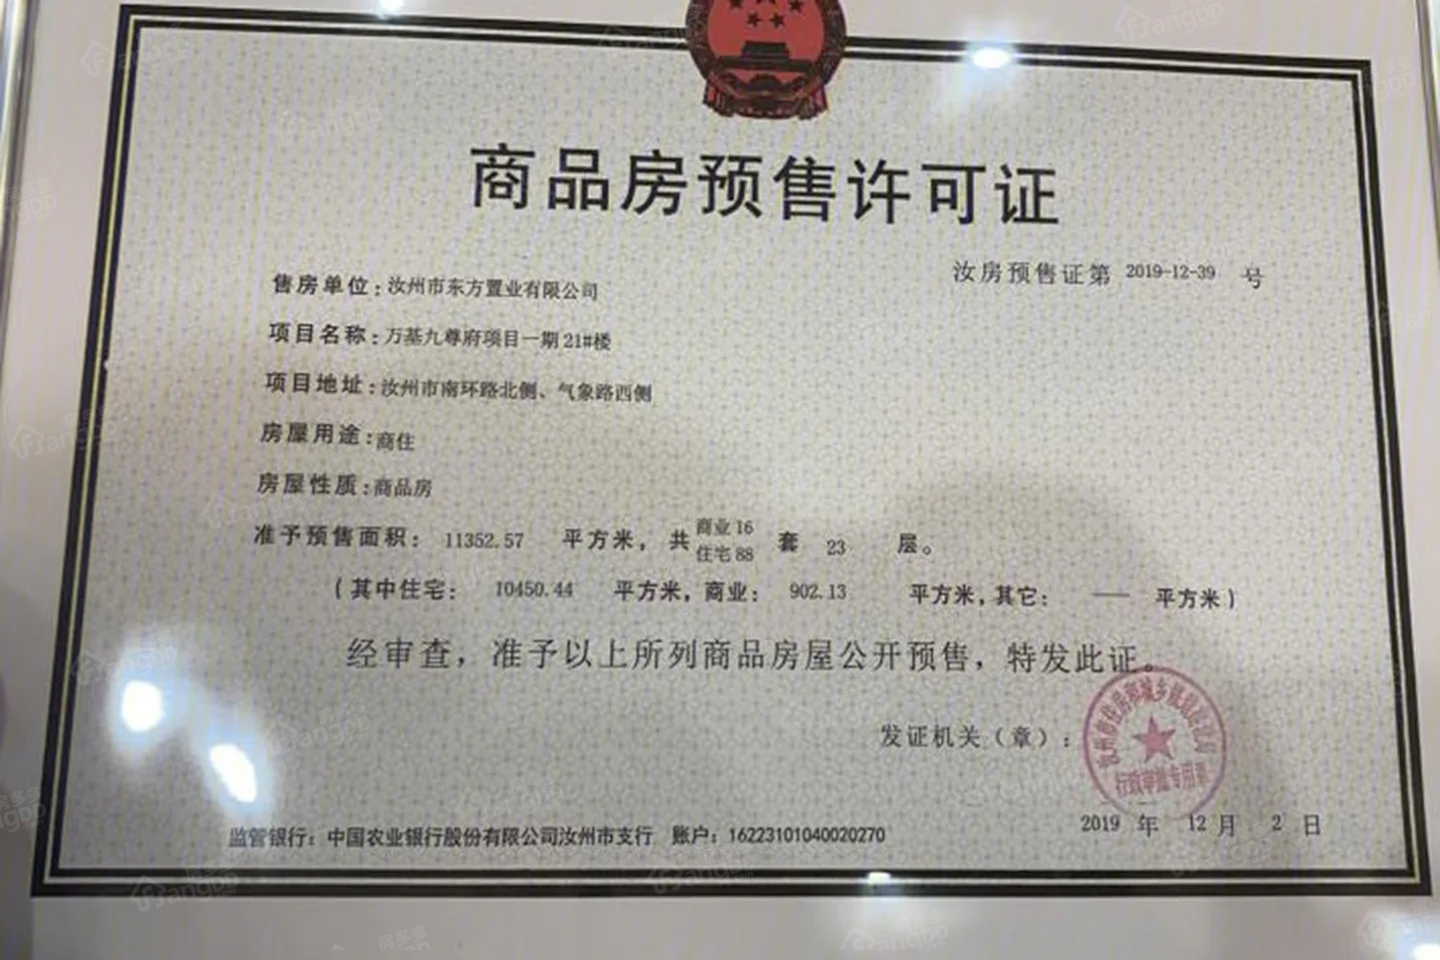 商品房预售许可证
汝房预售证第 2019-12-39 号
售房单位:汝州市东方置业有限公司
项目名称:万基九尊府项目一期21#楼
项目地址:汝州市南环路北侧、气象路西侧
房屋用途:商住
房屋性质:商品房
准予预售面积: 11352.57 平方米, 共 商业16 住宅88 套 23 层。
(其中住宅: 10450.44 平方米, 商业: 902.13 平方米, 其它: — 平方米)
经审查, 准予以上所列商品房屋公开预售, 特发此证。
发证机关(章):
行政审批专用章
2019 年 12 月 2 日
监管银行: 中国农业银行股份有限公司汝州市支行 账户: 16223101040020270